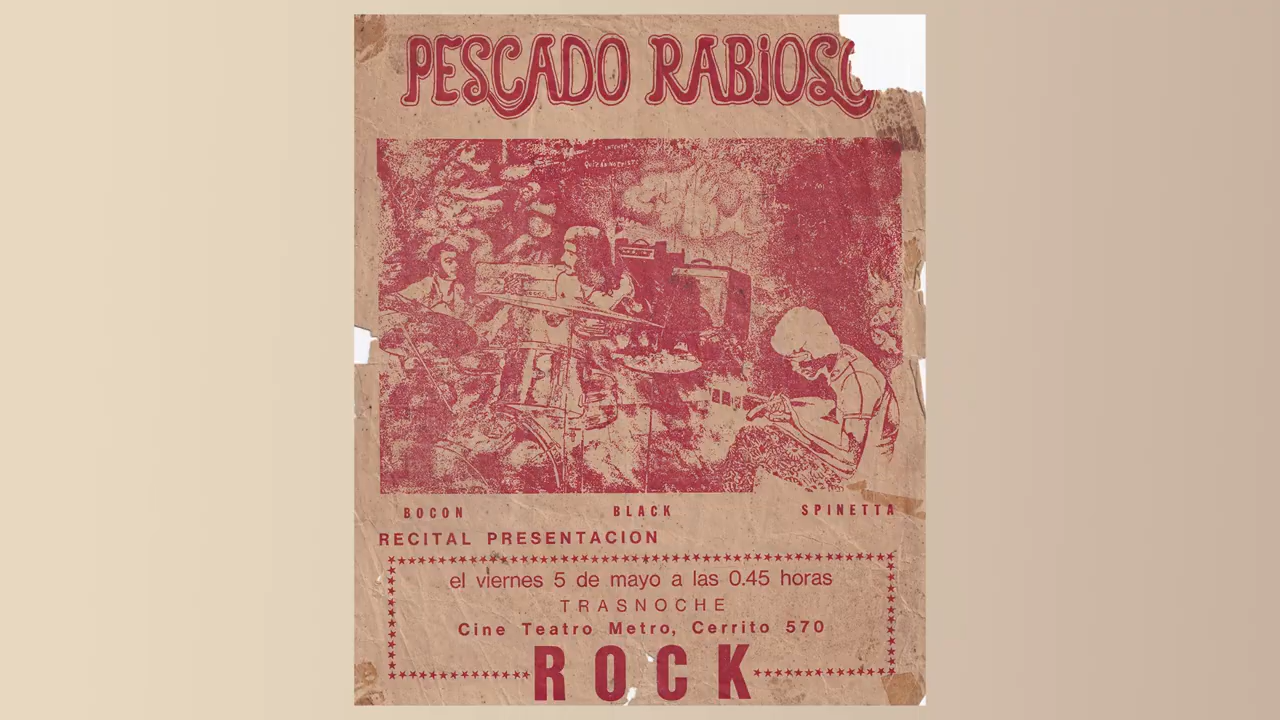 PESCADO RABiOSO
BOCON BLACK SPINETTA
RECITAL PRESENTACION
el viernes 5 de mayo a las 0.45 horas
TRASNOCHE
Cine Teatro Metro, Cerrito 570
ROCK